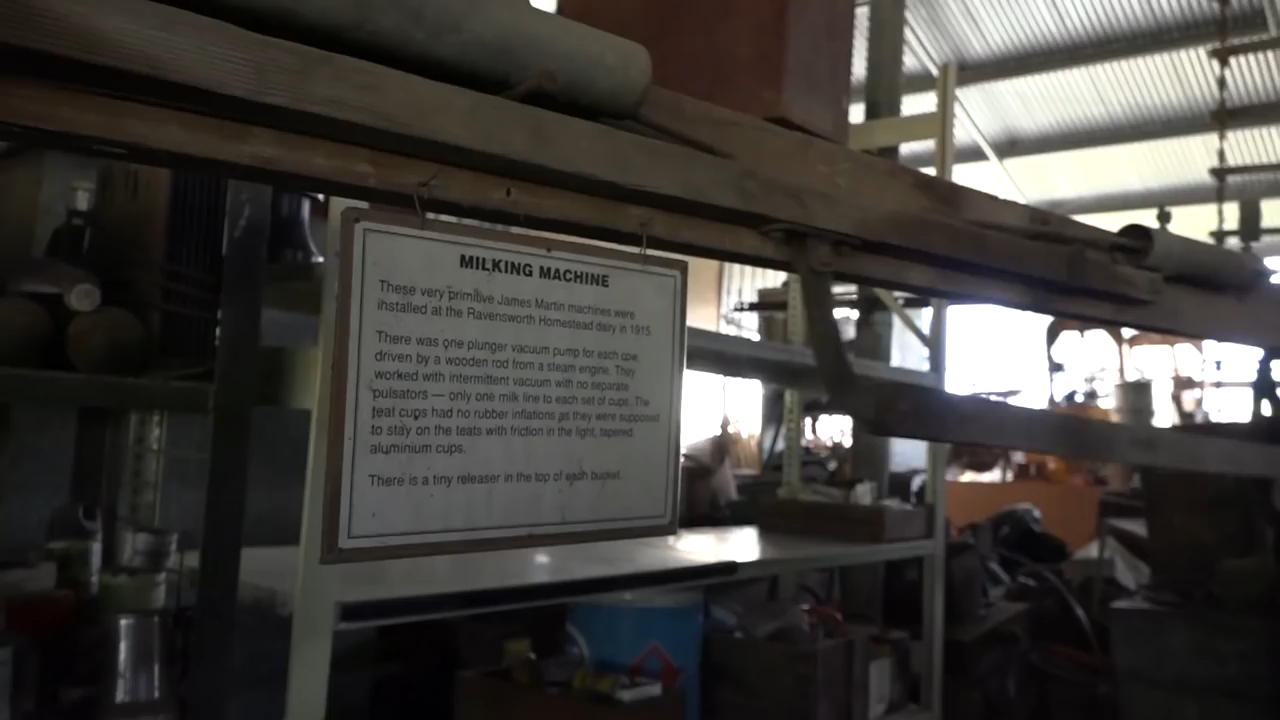 MILKING MACHINE
These very primitive James Martin machines were
installed at the Ravensworth Homestead dairy in 1915.
There was one plunger vacuum pump for each cow,
driven by a wooden rod from a steam engine. They
worked with intermittent vacuum with no separate
pulsators — only one milk line to each set of cups. The
teat cups had no rubber inflations as they were supposed
to stay on the teats with friction in the light, tapered,
aluminium cups.
There is a tiny releaser in the top of each bucket.